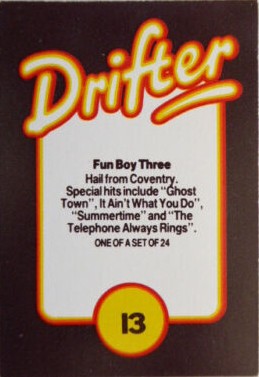 Drifter
Fun Boy Three
Hail from Coventry.
Special hits include "Ghost
Town", It Ain't What You Do",
"Summertime" and "The
Telephone Always Rings".
ONE OF A SET OF 24
13